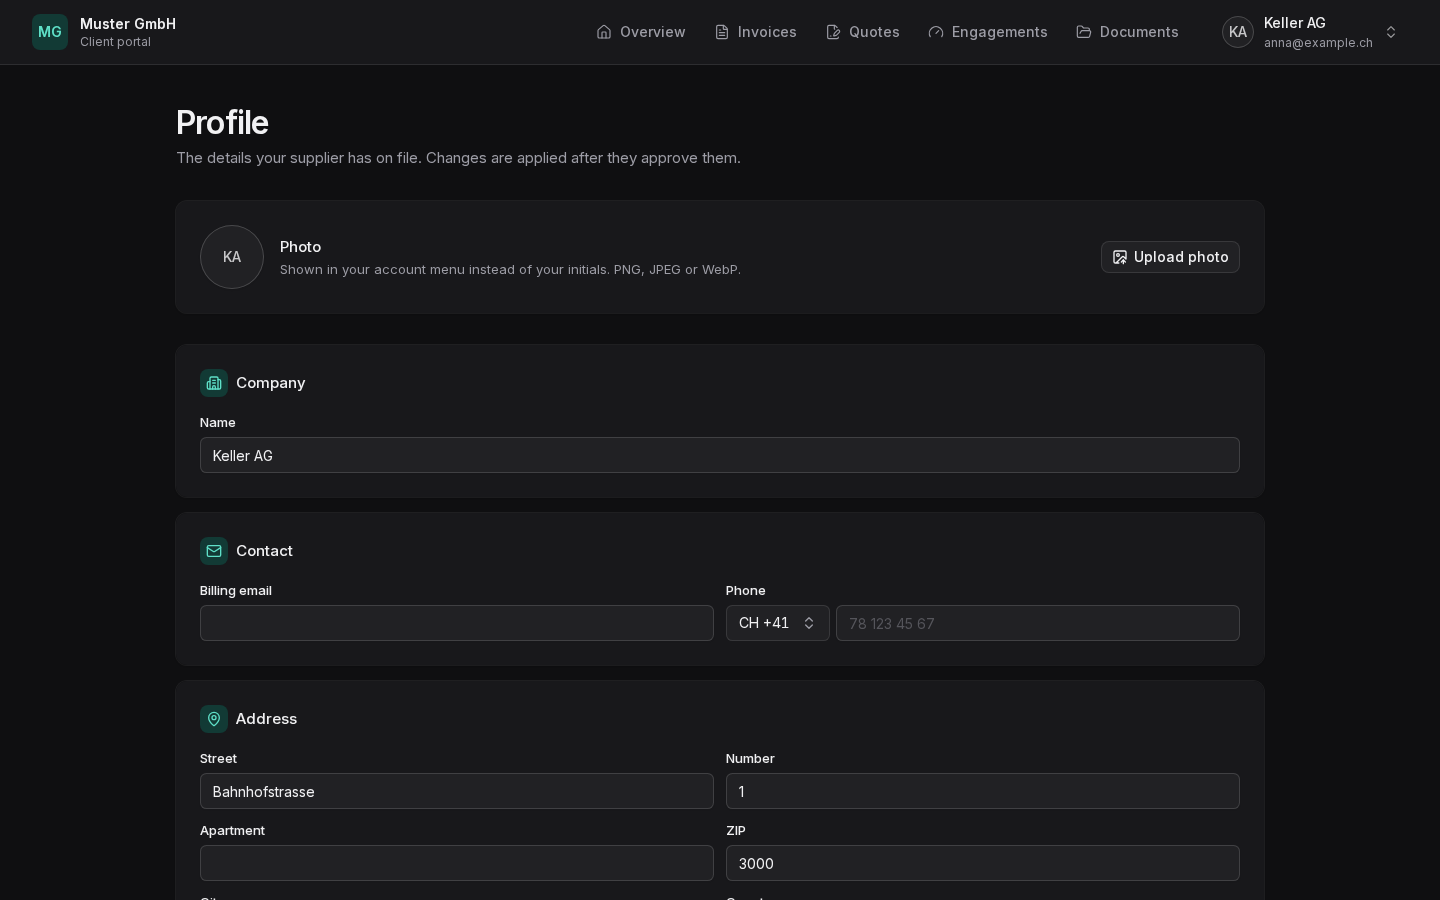 MG
Muster GmbH
Client portal
Overview
Invoices
Quotes
Engagements
Documents
KA
Keller AG
anna@example.ch
Profile
The details your supplier has on file. Changes are applied after they approve them.
KA
Photo
Shown in your account menu instead of your initials. PNG, JPEG or WebP.
Upload photo
Company
Name
Keller AG
Contact
Billing email
Phone
CH +41
78 123 45 67
Address
Street
Number
Bahnhofstrasse
1
Apartment
ZIP
3000